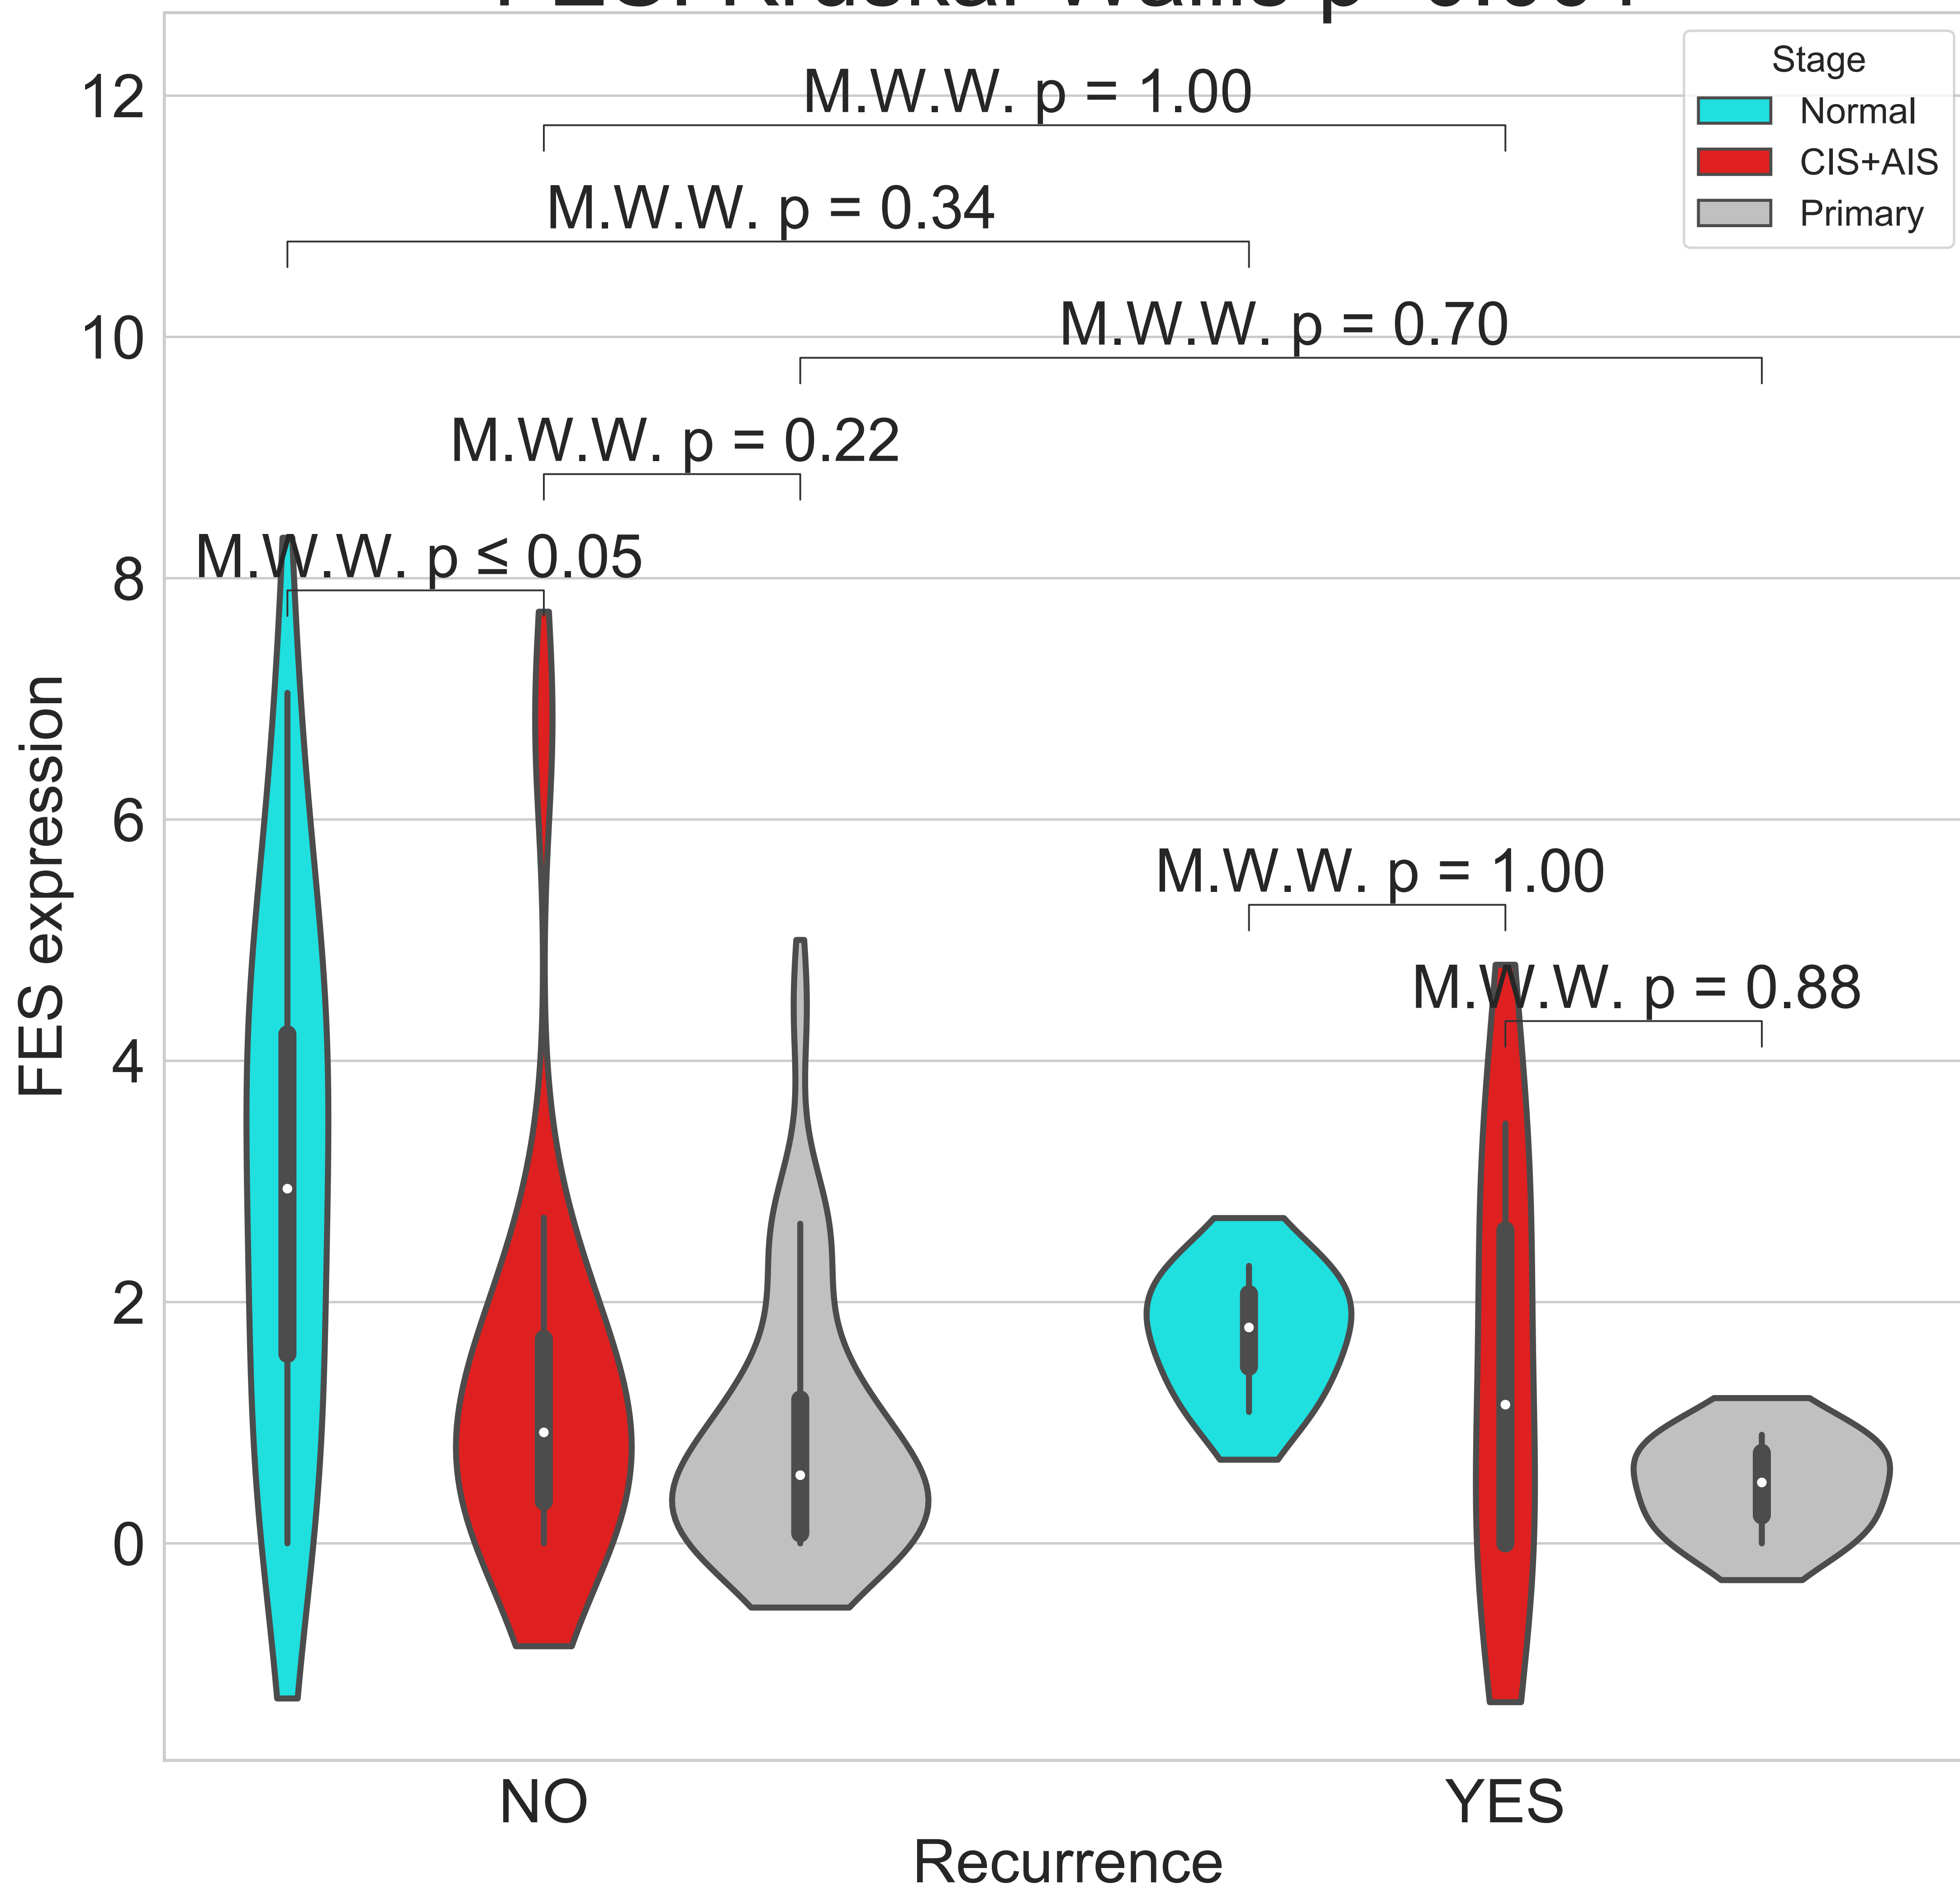 Stage
Normal
CIS+AIS
Primary
M.W.W. p = 1.00
M.W.W. p = 0.34
M.W.W. p = 0.70
M.W.W. p = 0.22
M.W.W. p ≤ 0.05
M.W.W. p = 1.00
M.W.W. p = 0.88
12
10
8
6
4
2
0
FES expression
NO
YES
Recurrence